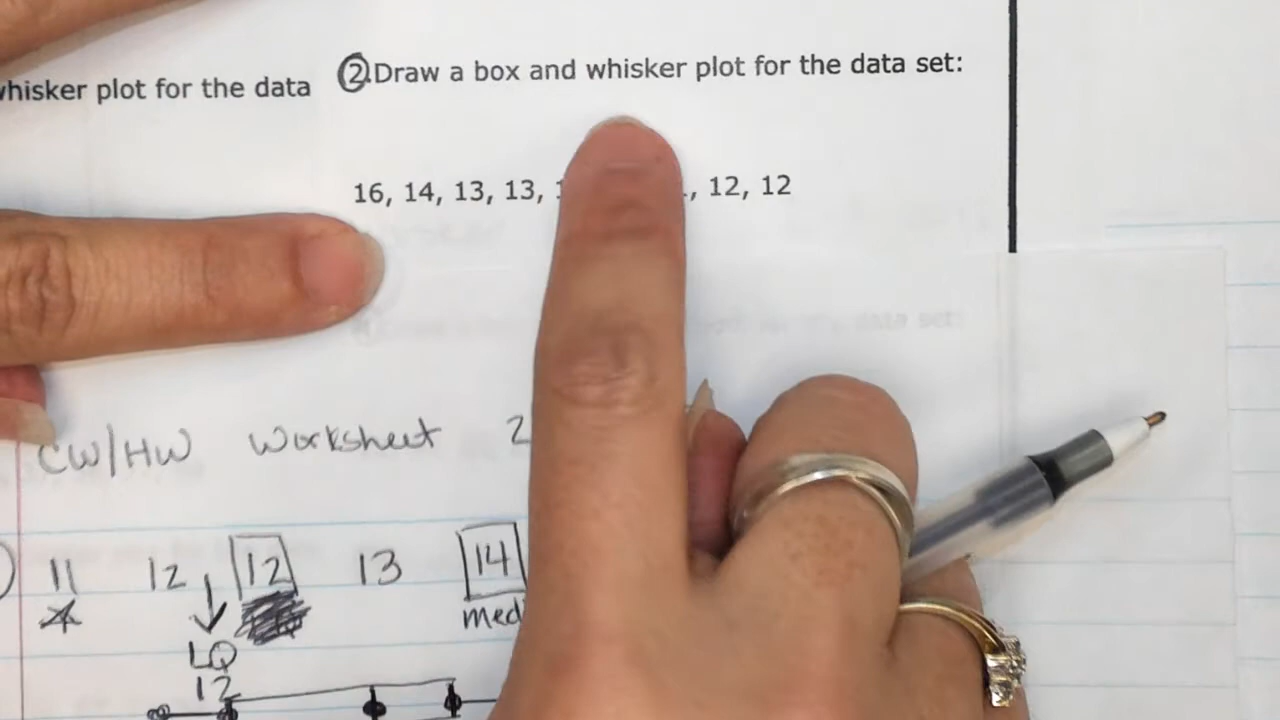 whisker plot for the data
2. Draw a box and whisker plot for the data set:
16, 14, 13, 13, 12, 12
CW/HW Worksheet 2
11 12 12 13 14
med
LQ
12